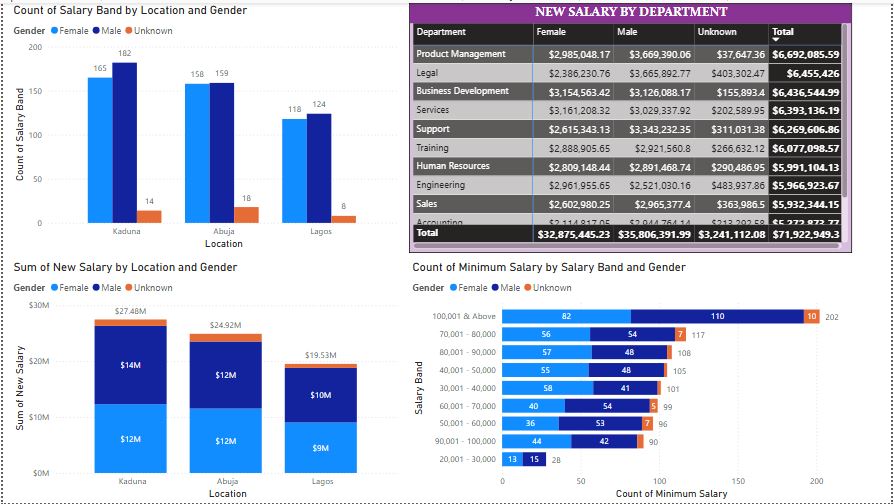 Count of Salary Band by Location and Gender
Gender Female Male Unknown
Count of Salary Band
200
150
100
50
0
165 182 14
158 159 18
118 124 8
Kaduna Abuja Lagos
Location
NEW SALARY BY DEPARTMENT
Department Female Male Unknown Total
Product Management $2,985,048.17 $3,669,390.06 $37,647.36 $6,692,085.59
Legal $2,386,230.76 $3,665,892.77 $403,302.47 $6,455,426
Business Development $3,154,563.42 $3,126,088.17 $155,893.4 $6,436,544.99
Services $3,161,208.32 $3,029,337.92 $202,589.95 $6,393,136.19
Support $2,615,343.13 $3,343,232.35 $311,031.38 $6,269,606.86
Training $2,888,905.65 $2,921,560.8 $266,632.12 $6,077,098.57
Human Resources $2,809,148.44 $2,891,468.74 $290,486.95 $5,991,104.13
Engineering $2,961,955.65 $2,521,030.16 $483,937.86 $5,966,923.67
Sales $2,602,980.25 $2,965,377.4 $363,986.5 $5,932,344.15
Accounting
Total $32,875,445.23 $35,806,391.99 $3,241,112.08 $71,922,949.3
Sum of New Salary by Location and Gender
Gender Female Male Unknown
Sum of New Salary
$30M
$20M
$10M
$0M
$27.48M
$14M
$12M
$24.92M
$12M
$12M
$19.53M
$10M
$9M
Kaduna Abuja Lagos
Location
Count of Minimum Salary by Salary Band and Gender
Gender Female Male Unknown
Salary Band
100,001 & Above 82 110 10 202
70,001 - 80,000 56 54 7 117
80,001 - 90,000 57 48 108
40,001 - 50,000 55 48 105
30,001 - 40,000 58 41 101
60,001 - 70,000 40 54 5 99
50,001 - 60,000 36 53 7 96
90,001 - 100,000 44 42 90
20,001 - 30,000 13 15 28
0 50 100 150 200
Count of Minimum Salary